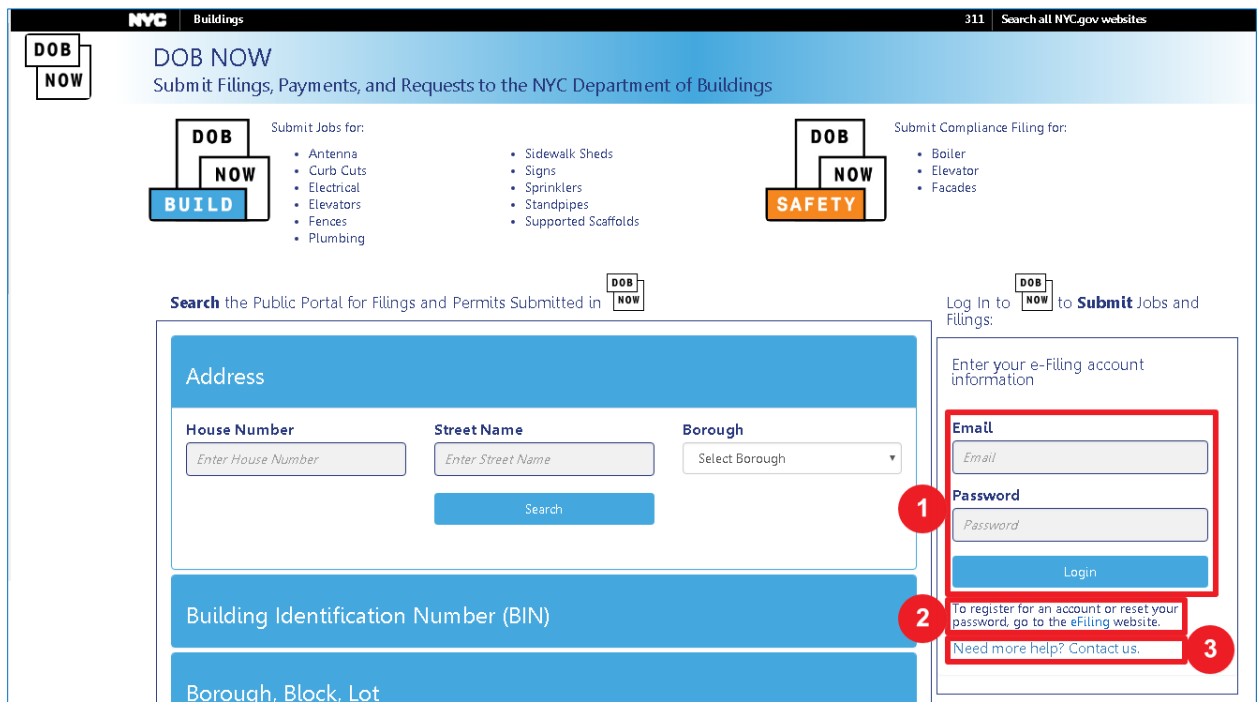 NYC Buildings 311 Search all NYC.gov websites
DOB
NOW
DOB NOW
Submit Filings, Payments, and Requests to the NYC Department of Buildings
DOB
NOW
BUILD
Submit Jobs for:
• Antenna
• Curb Cuts
• Electrical
• Elevators
• Fences
• Plumbing
• Sidewalk Sheds
• Signs
• Sprinklers
• Standpipes
• Supported Scaffolds
DOB
NOW
SAFETY
Submit Compliance Filing for:
• Boiler
• Elevator
• Facades
Search the Public Portal for Filings and Permits Submitted in DOB NOW
Address
House Number
Enter House Number
Street Name
Enter Street Name
Borough
Select Borough
Search
Building Identification Number (BIN)
Borough, Block, Lot
Log In to DOB NOW to Submit Jobs and
Filings:
Enter your e-Filing account
information
1
Email
Email
Password
Password
Login
2
To register for an account or reset your
password, go to the eFiling website.
Need more help? Contact us.
3